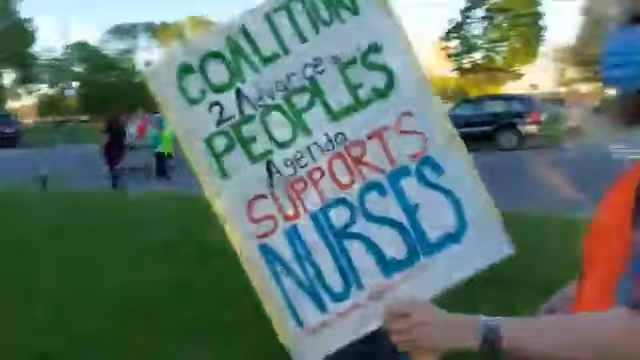 COALITION
2 Advance
PEOPLES
Agenda
SUPPORTS
NURSES